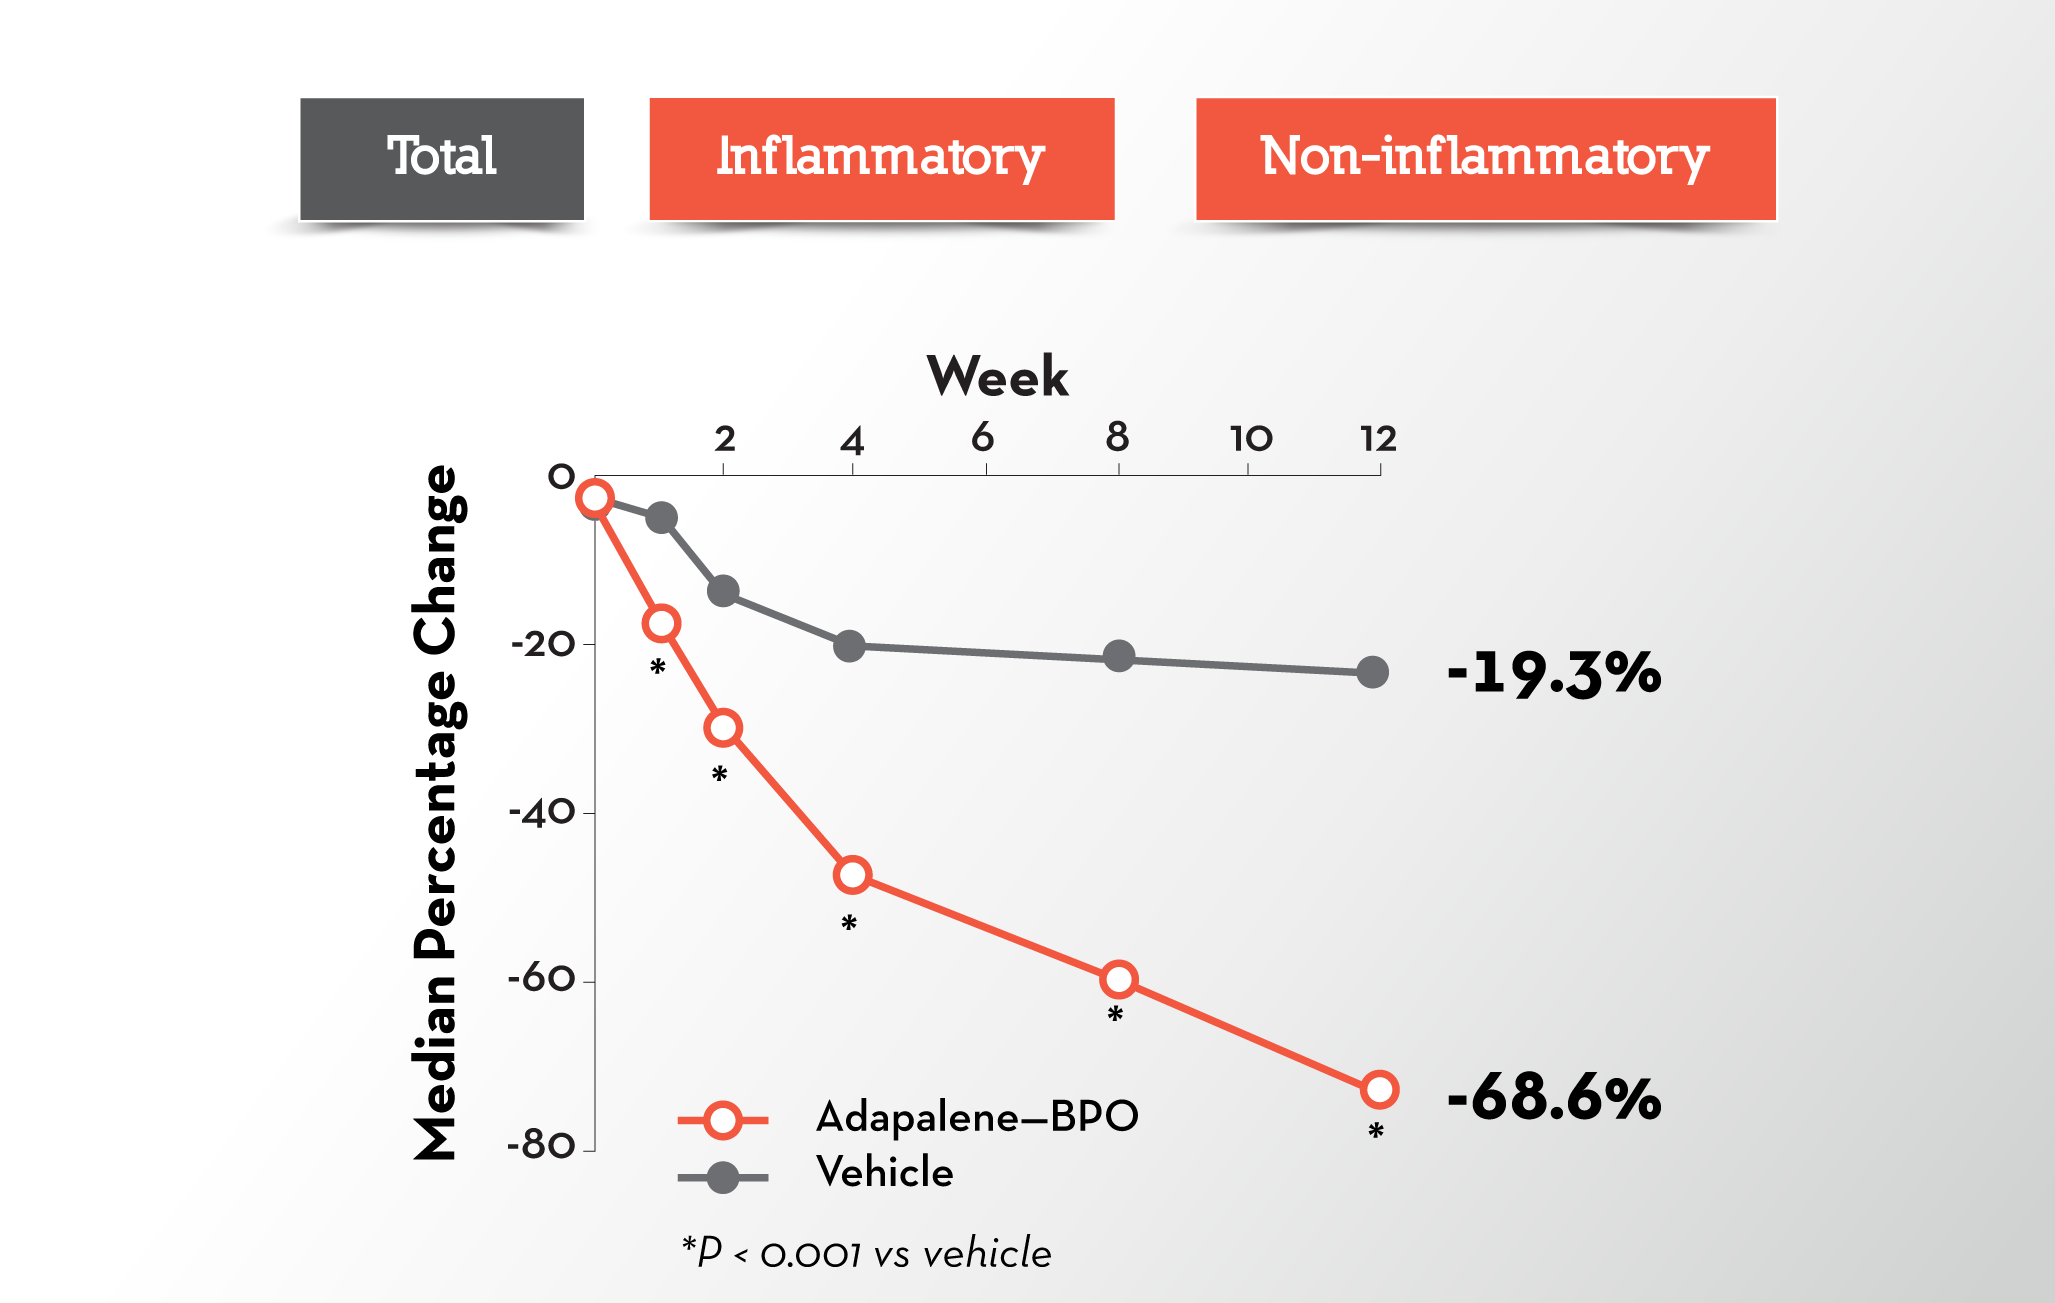 Total
Inflammatory
Non-inflammatory
Week
2 4 6 8 10 12
0
-20
-40
-60
-80
Median Percentage Change
*
*
*
*
*
-19.3%
-68.6%
Adapalene–BPO
Vehicle
*P < 0.001 vs vehicle